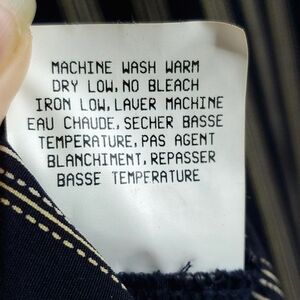 MACHINE WASH WARM
DRY LOW, NO BLEACH
IRON LOW, LAVER MACHINE
EAU CHAUDE, SECHER BASSE
TEMPERATURE, PAS AGENT
BLANCHIMENT, REPASSER
BASSE TEMPERATURE